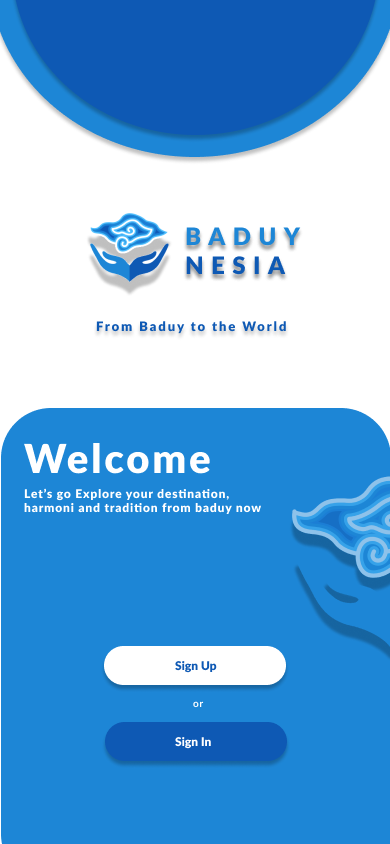 BADUY
NESIA
From Baduy to the World
Welcome
Let's go Explore your destination,
harmoni and tradition from baduy now
Sign Up
or
Sign In